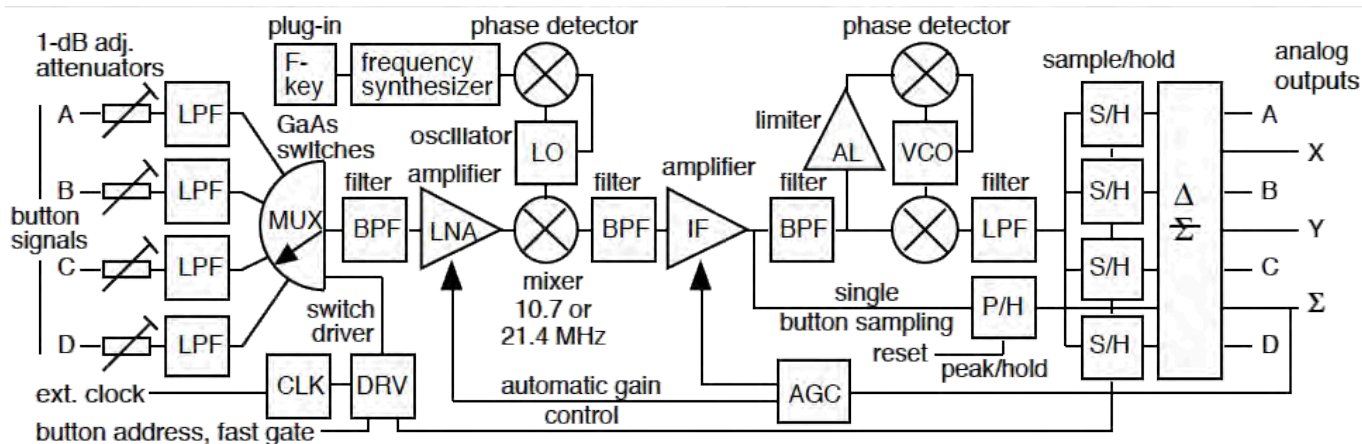 plug-in
phase detector
phase detector
1-dB adj.
attenuators
F-
key
frequency
synthesizer
sample/hold
analog
outputs
A
LPF
GaAs
switches
oscillator
LO
limiter
AL
VCO
S/H
A
X
B
LPF
MUX
filter
amplifier
filter
amplifier
filter
filter
S/H
Δ
Σ
B
button
signals
BPF
LNA
BPF
IF
BPF
LPF
Y
C
LPF
switch
driver
mixer
10.7 or
21.4 MHz
single
button sampling
P/H
S/H
C
Σ
D
LPF
reset
peak/hold
S/H
D
ext. clock
CLK
DRV
automatic gain
control
AGC
button address, fast gate